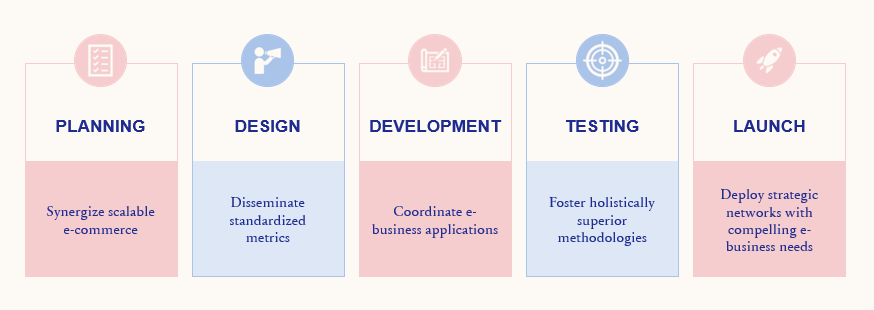 PLANNING
Synergize scalable
e-commerce
DESIGN
Disseminate
standardized
metrics
DEVELOPMENT
Coordinate e-
business applications
TESTING
Foster holistically
superior
methodologies
LAUNCH
Deploy strategic
networks with
compelling e-
business needs